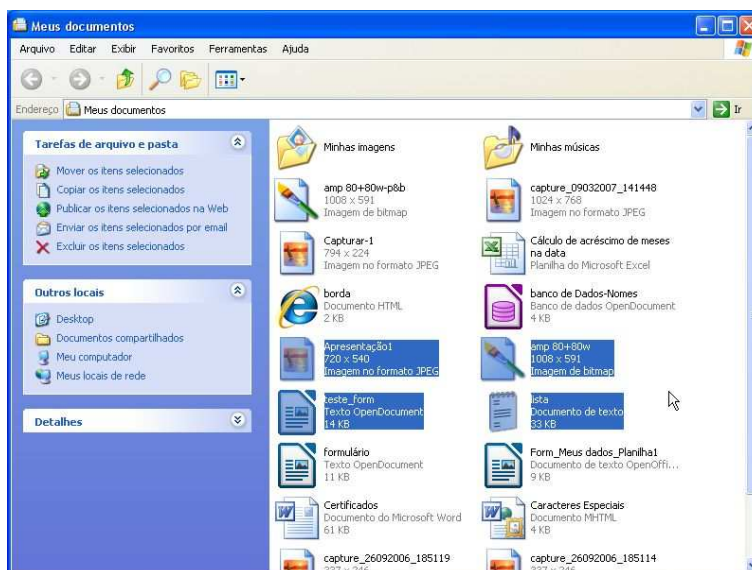 Meus documentos
Arquivo Editar Exibir Favoritos Ferramentas Ajuda
Endereço Meus documentos Ir
Tarefas de arquivo e pasta
Mover os itens selecionados
Copiar os itens selecionados
Publicar os itens selecionados na Web
Enviar os itens selecionados por email
Excluir os itens selecionados
Outros locais
Desktop
Documentos compartilhados
Meu computador
Meus locais de rede
Detalhes
Minhas imagens
Minhas músicas
amp 80+80w-p&b
1008 x 591
Imagem de bitmap
capture_09032007_141448
1024 x 768
Imagem no formato JPEG
Capturar-1
794 x 224
Imagem no formato JPEG
Cálculo de acréscimo de meses
na data
Planilha do Microsoft Excel
borda
Documento HTML
2 KB
banco de Dados-Nomes
Banco de dados OpenDocument
4 KB
Apresentação1
720 x 540
Imagem no formato JPEG
amp 80+80w
1008 x 591
Imagem de bitmap
teste_form
Texto OpenDocument
14 KB
lista
Documento de texto
33 KB
formulário
Texto OpenDocument
11 KB
Form_Meus dados_Planilha1
Documento de texto OpenOffi...
9 KB
Certificados
Documento do Microsoft Word
61 KB
Caracteres Especiais
Documento MHTML
4 KB
capture_26092006_185119
capture_26092006_185114